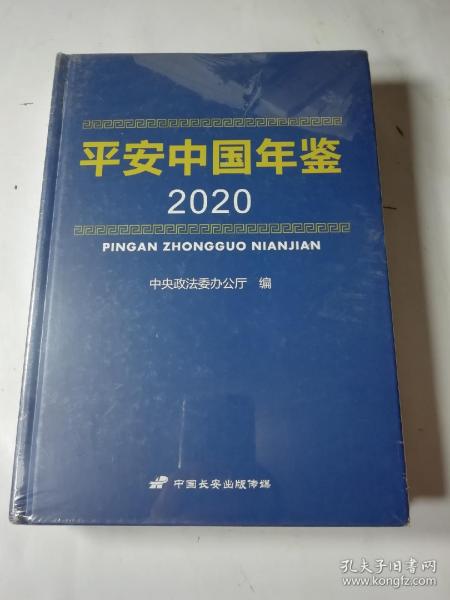 平安中国年鉴
2020
PINGAN ZHONGGUO NIANJIAN
中央政法委办公厅 编
中国长安出版传媒
孔夫子旧书网
www.kongfz.com